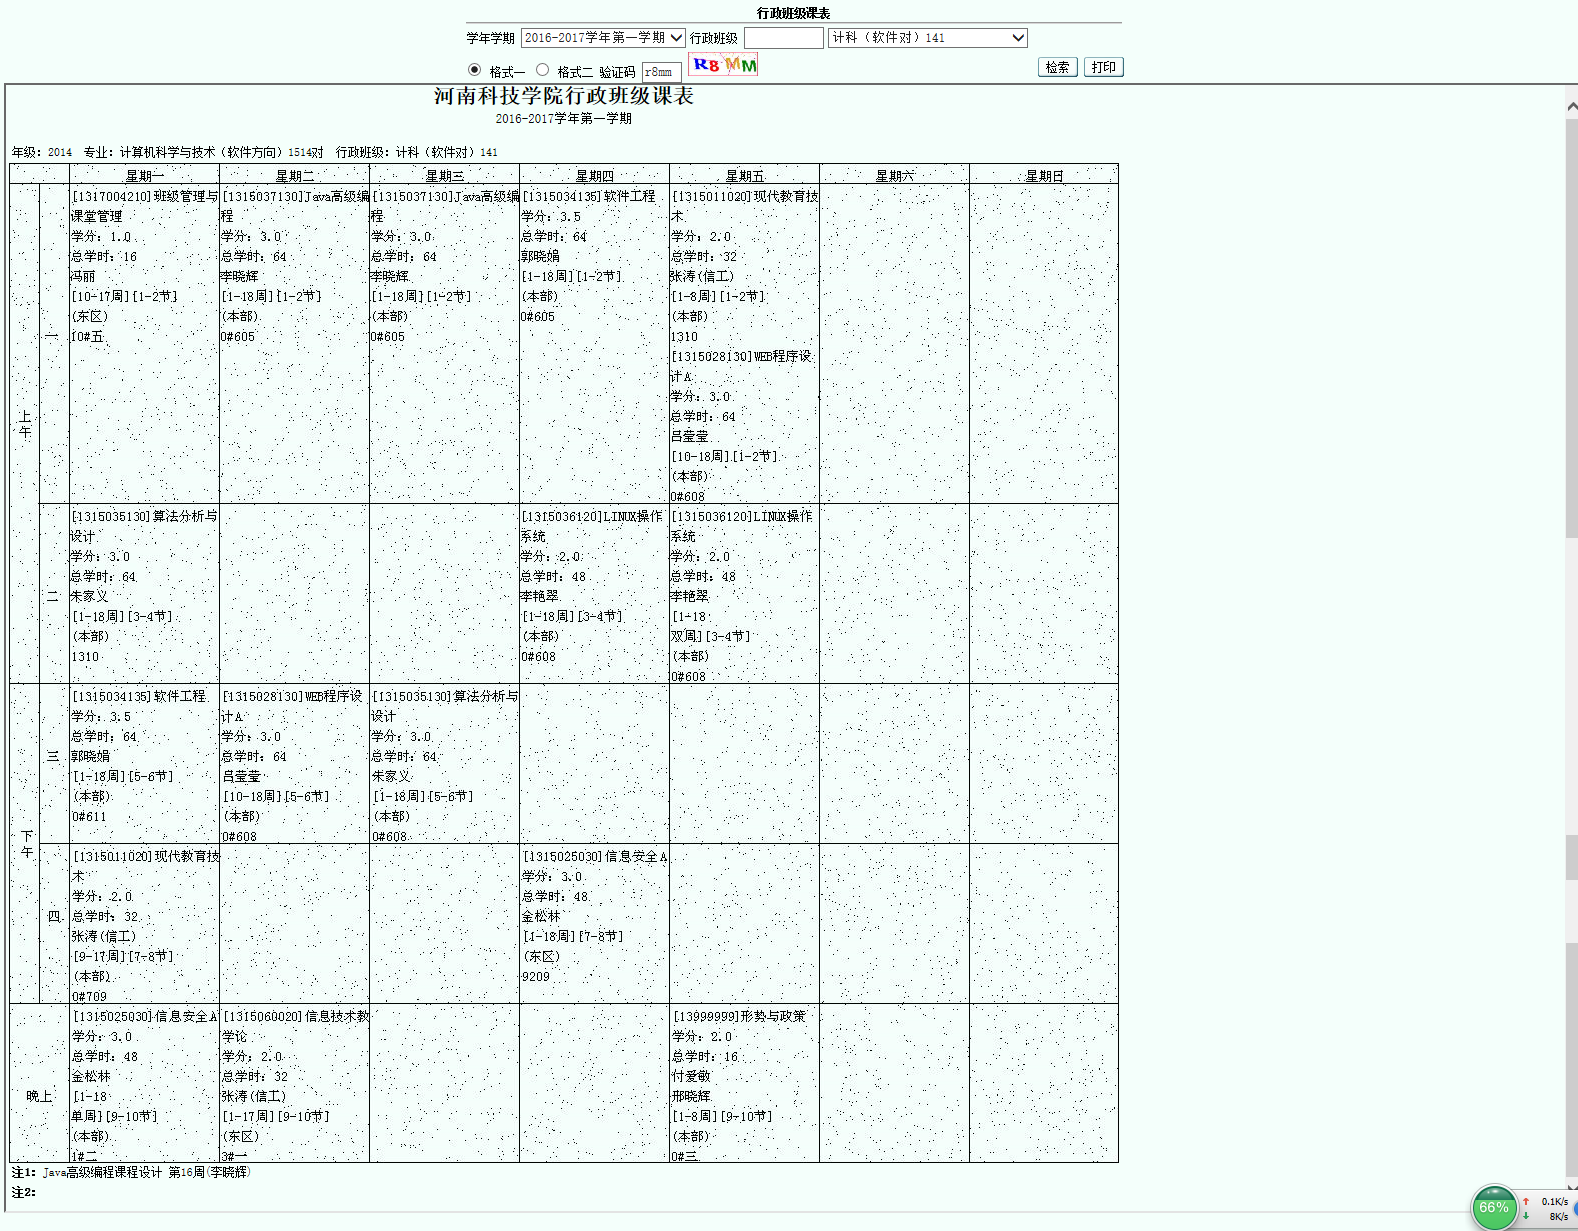 行政班级课表
学年学期 2016-2017学年第一学期 行政班级 计科（软件对）141
格式一 格式二 验证码 r8mm R8MM 检索 打印
河南科技学院行政班级课表
2016-2017学年第一学期
年级：2014 专业：计算机科学与技术（软件方向）1514对 行政班级：计科（软件对）141
星期一 星期二 星期三 星期四 星期五 星期六 星期日
上午
一
[1317004210]班级管理与
课堂管理
学分：1.0
总学时：16
冯丽
[10-17周][1-2节]
(东区)
10#五
[1315037130]Java高级编
程
学分：3.0
总学时：64
李晓辉
[1-18周][1-2节]
(本部)
0#605
[1315037130]Java高级编
程
学分：3.0
总学时：64
李晓辉
[1-18周][1-2节]
(本部)
0#605
[1315034135]软件工程
学分：3.5
总学时：64
郭晓娟
[1-18周][1-2节]
(本部)
0#605
[1315011020]现代教育技
术
学分：2.0
总学时：32
张涛(信工)
[1-8周][1-2节]
(本部)
1310
[1315028130]WEB程序设
计A
学分：3.0
总学时：64
吕莹莹
[10-18周][1-2节]
(本部)
0#608
二
[1315035130]算法分析与
设计
学分：3.0
总学时：64
朱家义
[1-18周][3-4节]
(本部)
1310
[1315036120]LINUX操作
系统
学分：2.0
总学时：48
李艳翠
[1-18周][3-4节]
(本部)
0#608
[1315036120]LINUX操作
系统
学分：2.0
总学时：48
李艳翠
[1-18
双周][3-4节]
(本部)
0#608
下午
三
[1315034135]软件工程
学分：3.5
总学时：64
郭晓娟
[1-18周][5-6节]
(本部)
0#611
[1315028130]WEB程序设
计A
学分：3.0
总学时：64
吕莹莹
[10-18周][5-6节]
(本部)
0#608
[1315035130]算法分析与
设计
学分：3.0
总学时：64
朱家义
[1-18周][5-6节]
(本部)
0#608
四
[1315011020]现代教育技
术
学分：2.0
总学时：32
张涛(信工)
[9-17周][7-8节]
(本部)
0#709
[1315025030]信息安全A
学分：3.0
总学时：48
金松林
[1-18周][7-8节]
(东区)
9209
晚上
[1315025030]信息安全A
学分：3.0
总学时：48
金松林
[1-18
单周][9-10节]
(本部)
1#二
[1315060020]信息技术教
学论
学分：2.0
总学时：32
张涛(信工)
[1-17周][9-10节]
(东区)
3#一
[13999999]形势与政策
学分：2.0
总学时：16
付爱敏
邢晓辉
[1-8周][9-10节]
(本部)
0#三
注1：Java高级编程课程设计 第16周(李晓辉)
注2：
66% 0.1K/s
8K/s